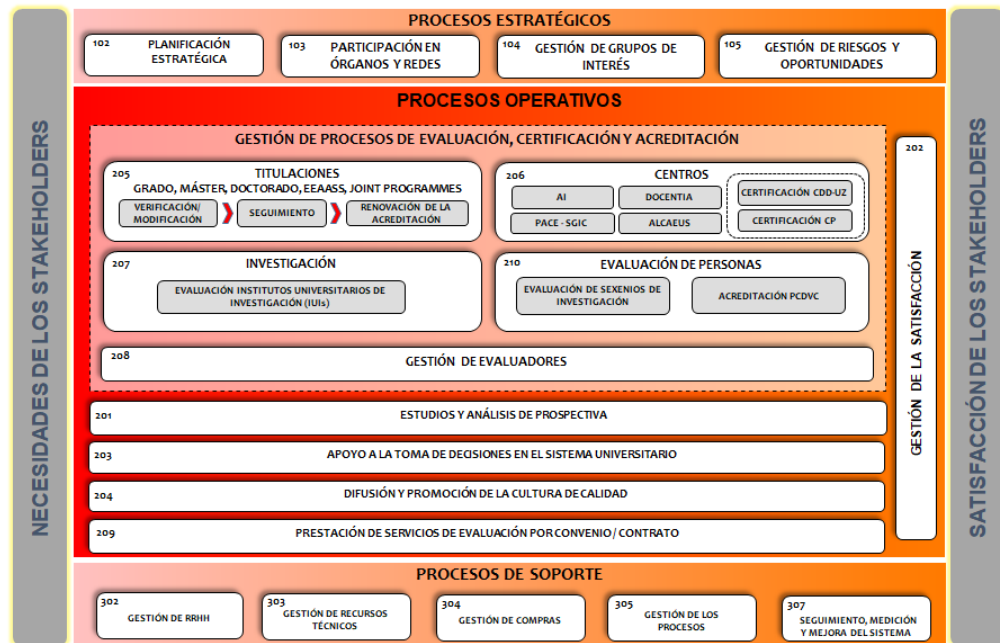 NECESIDADES DE LOS STAKEHOLDERS
PROCESOS ESTRATÉGICOS
102
PLANIFICACIÓN
ESTRATÉGICA
103
PARTICIPACIÓN EN
ÓRGANOS Y REDES
104
GESTIÓN DE GRUPOS DE
INTERÉS
105
GESTIÓN DE RIESGOS Y
OPORTUNIDADES
PROCESOS OPERATIVOS
GESTIÓN DE PROCESOS DE EVALUACIÓN, CERTIFICACIÓN Y ACREDITACIÓN
205
TITULACIONES
GRADO, MÁSTER, DOCTORADO, EEAASS, JOINT PROGRAMMES
VERIFICACIÓN/
MODIFICACIÓN
SEGUIMIENTO
RENOVACIÓN DE LA
ACREDITACIÓN
206
CENTROS
AI
DOCENTIA
CERTIFICACIÓN CDD-UZ
PACE - SGIC
ALCAEUS
CERTIFICACIÓN CP
207
INVESTIGACIÓN
EVALUACIÓN INSTITUTOS UNIVERSITARIOS DE
INVESTIGACIÓN (IUIs)
210
EVALUACIÓN DE PERSONAS
EVALUACIÓN DE SEXENIOS DE
INVESTIGACIÓN
ACREDITACIÓN PCDVC
208
GESTIÓN DE EVALUADORES
201
ESTUDIOS Y ANÁLISIS DE PROSPECTIVA
203
APOYO A LA TOMA DE DECISIONES EN EL SISTEMA UNIVERSITARIO
204
DIFUSIÓN Y PROMOCIÓN DE LA CULTURA DE CALIDAD
209
PRESTACIÓN DE SERVICIOS DE EVALUACIÓN POR CONVENIO / CONTRATO
202
GESTIÓN DE LA SATISFACCIÓN
PROCESOS DE SOPORTE
302
GESTIÓN DE RRHH
303
GESTIÓN DE RECURSOS
TÉCNICOS
304
GESTIÓN DE COMPRAS
305
GESTIÓN DE LOS
PROCESOS
307
SEGUIMIENTO, MEDICIÓN
Y MEJORA DEL SISTEMA
SATISFACCIÓN DE LOS STAKEHOLDERS